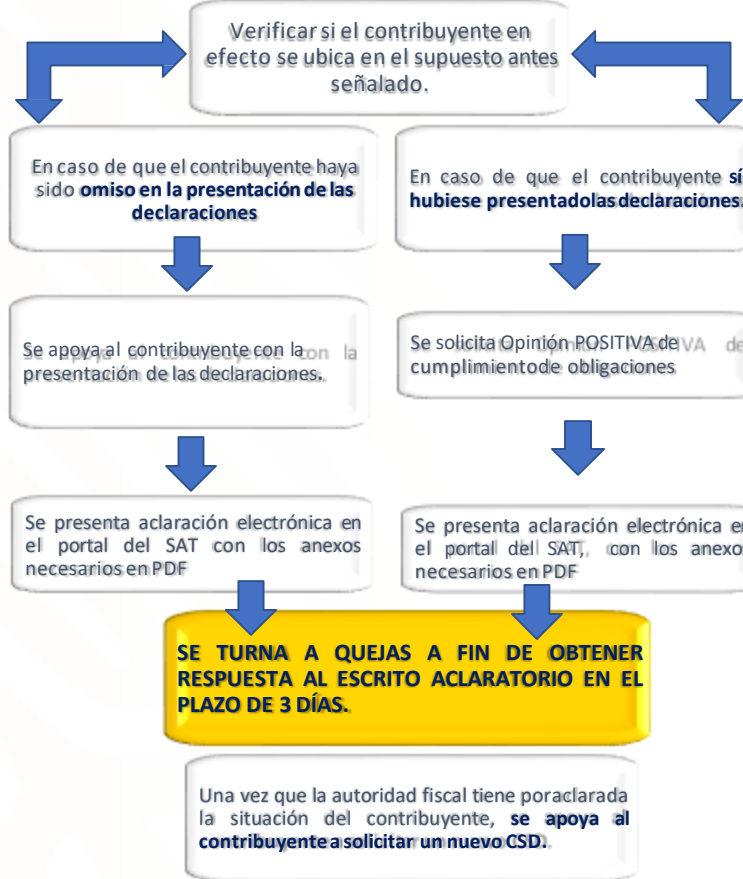 Verificar si el contribuyente en
efecto se ubica en el supuesto antes
señalado.
En caso de que el contribuyente haya
sido omiso en la presentación de las
declaraciones
En caso de que el contribuyente sí
hubiese presentadolasdeclaraciones.
Se apoya al contribuyente con la
presentación de las declaraciones.
Se solicita Opinión POSITIVA de
cumplimientode obligaciones
Se presenta aclaración electrónica en
el portal del SAT con los anexos
necesarios en PDF
Se presenta aclaración electrónica en
el portal del SAT, con los anexos
necesarios en PDF
SE TURNA A QUEJAS A FIN DE OBTENER
RESPUESTA AL ESCRITO ACLARATORIO EN EL
PLAZO DE 3 DÍAS.
Una vez que la autoridad fiscal tiene poraclarada
la situación del contribuyente, se apoya al
contribuyentea solicitar un nuevo CSD.